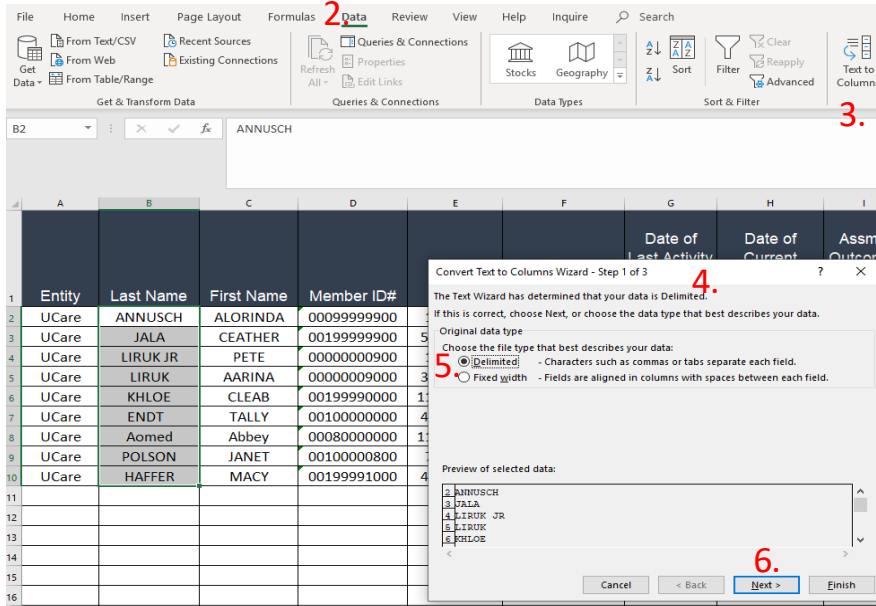 File Home Insert Page Layout Formulas 2. Data Review View Help Inquire Search
Get Data
From Text/CSV
From Web
From Table/Range
Recent Sources
Existing Connections
Get & Transform Data
Refresh All
Queries & Connections
Properties
Edit Links
Queries & Connections
Stocks Geography
Data Types
Sort
Filter
Clear
Reapply
Advanced
Sort & Filter
Text to
Column
3.
B2 fx ANNUSCH
A B C D E F G H I
Date of Date of Assm
Last Activity Current Outcom
1 Entity Last Name First Name Member ID#
2 UCare ANNUSCH ALORINDA 00099999900 1
3 UCare JALA CEATHER 00199999900 5
4 UCare LIRUK JR PETE 00000000900 1
5 UCare LIRUK AARINA 00000009000 3
6 UCare KHLOE CLEAB 00199990000 11
7 UCare ENDT TALLY 00100000000 4
8 UCare Aomed Abbey 00080000000 11
9 UCare POLSON JANET 00100000800 7
10 UCare HAFFER MACY 00199991000 4
11
12
13
14
15
16
Convert Text to Columns Wizard - Step 1 of 3 ? ×
4.
The Text Wizard has determined that your data is Delimited.
If this is correct, choose Next, or choose the data type that best describes your data.
Original data type
Choose the file type that best describes your data:
5. Delimited - Characters such as commas or tabs separate each field.
Fixed width - Fields are aligned in columns with spaces between each field.
Preview of selected data:
2 ANNUSCH
3 JALA
4 LIRUK JR
5 LIRUK
6 KHLOE
6.
Cancel < Back Next > Finish